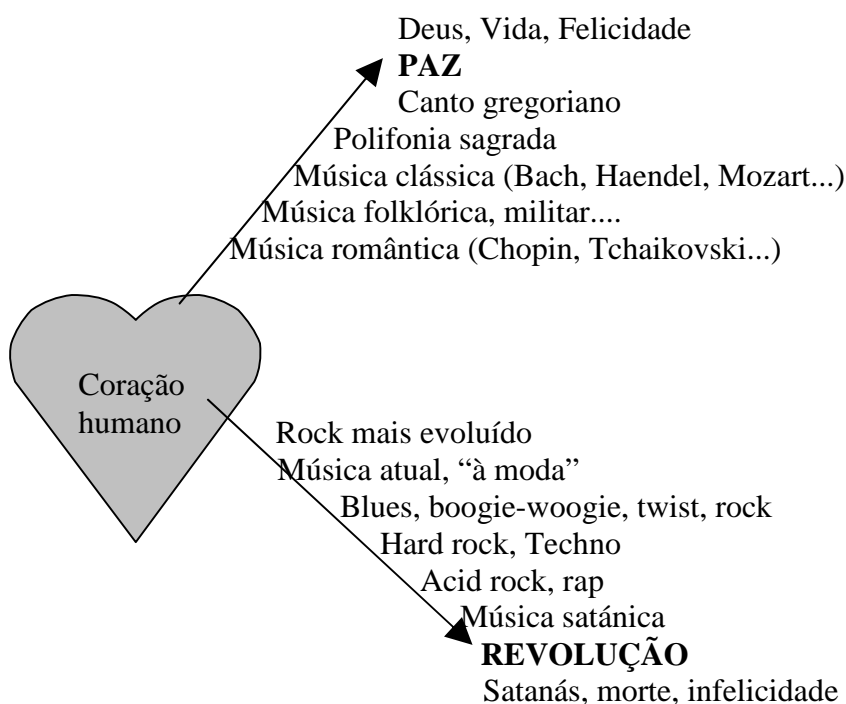 Deus, Vida, Felicidade
PAZ
Canto gregoriano
Polifonia sagrada
Música clássica (Bach, Haendel, Mozart...)
Música folklórica, militar....
Música romântica (Chopin, Tchaikovski...)
Coração
humano
Rock mais evoluído
Música atual, “à moda”
Blues, boogie-woogie, twist, rock
Hard rock, Techno
Acid rock, rap
Música satánica
REVOLUÇÃO
Satanás, morte, infelicidade